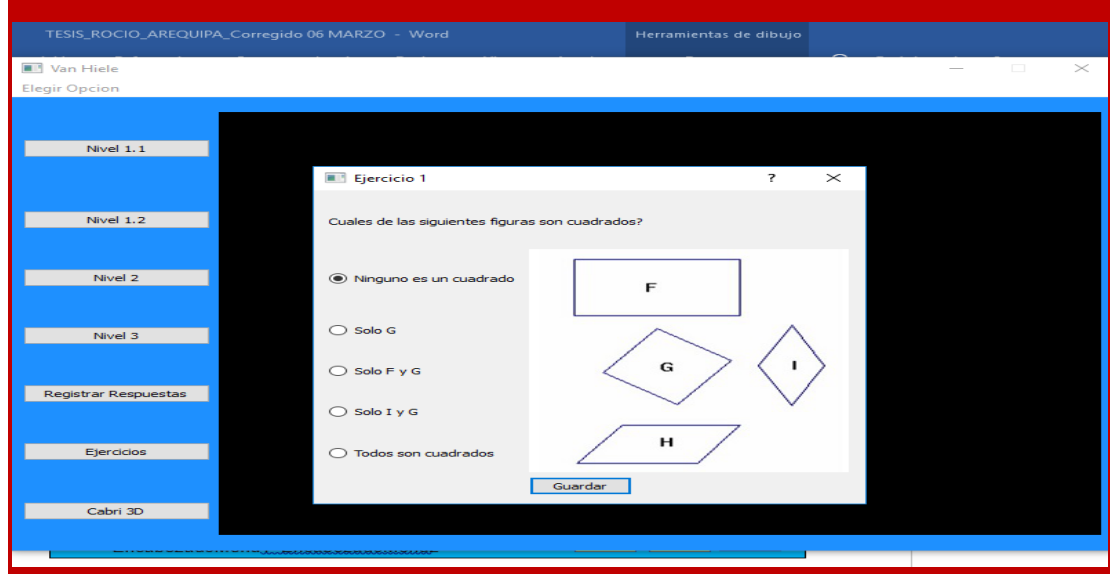 TESIS_ROCIO_AREQUIPA_Corregido 06 MARZO - Word
Herramientas de dibujo
Van Hiele
Elegir Opcion
Nivel 1.1
Nivel 1.2
Nivel 2
Nivel 3
Registrar Respuestas
Ejercicios
Cabri 3D
Ejercicio 1
?
Cuales de las siguientes figuras son cuadrados?
Ninguno es un cuadrado
Solo G
Solo F y G
Solo I y G
Todos son cuadrados
F
G
I
H
Guardar